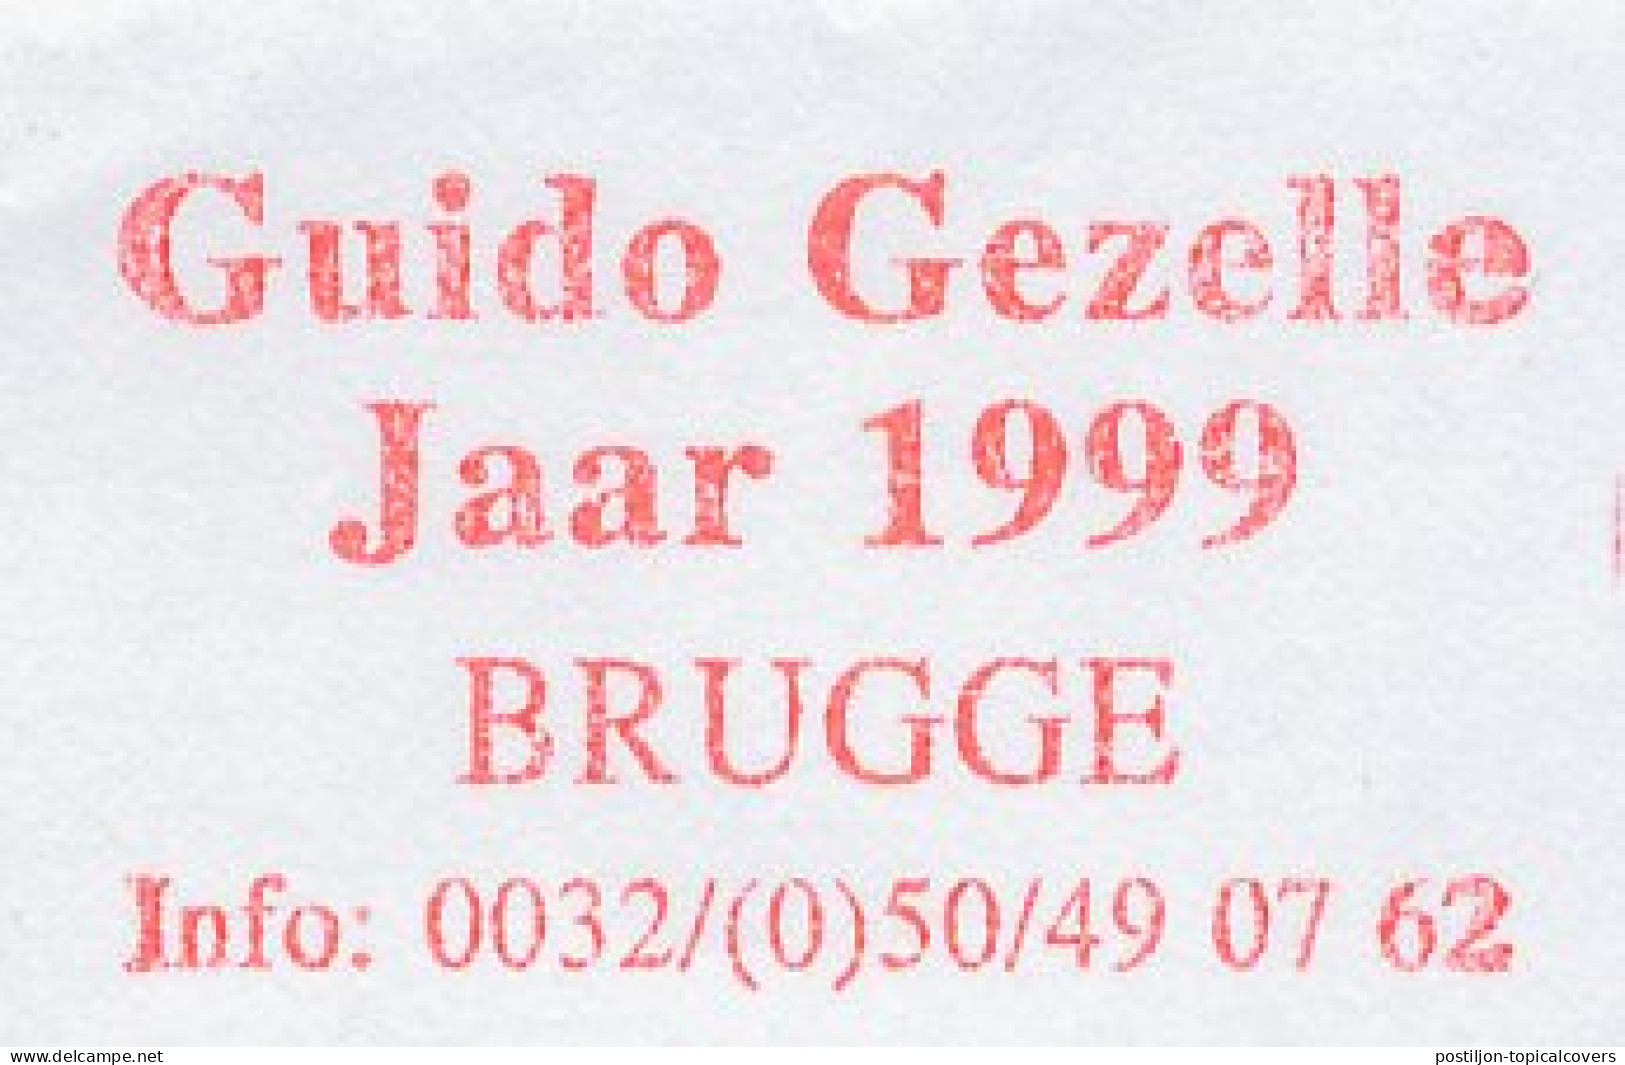 Guido Gezelle
Jaar 1999
BRUGGE
Info: 0032/(0)50/49 07 62
www.delcampe.net
postiljon-topicalcovers